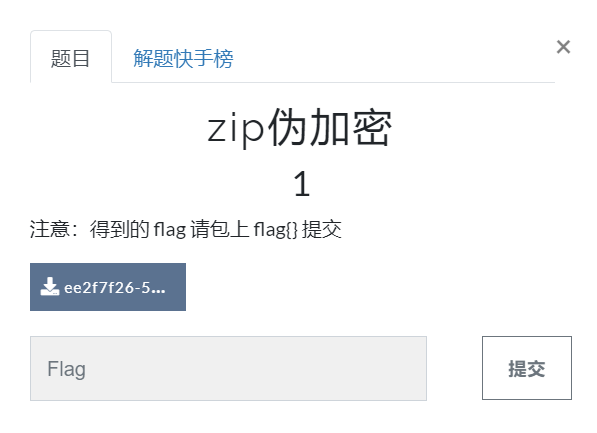 题目 解题快手榜 ×
zip伪加密
1
注意：得到的 flag 请包上 flag{} 提交
ee2f7f26-5...
Flag 提交